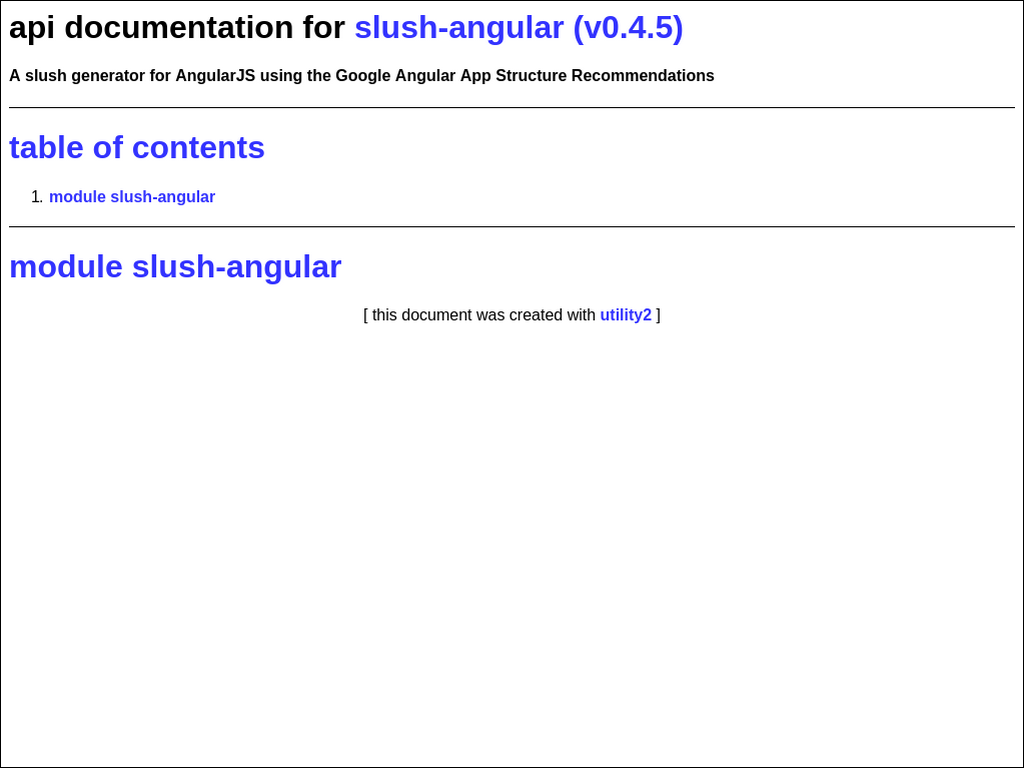 api documentation for slush-angular (v0.4.5)
A slush generator for AngularJS using the Google Angular App Structure Recommendations
table of contents
1. module slush-angular
module slush-angular
[ this document was created with utility2 ]